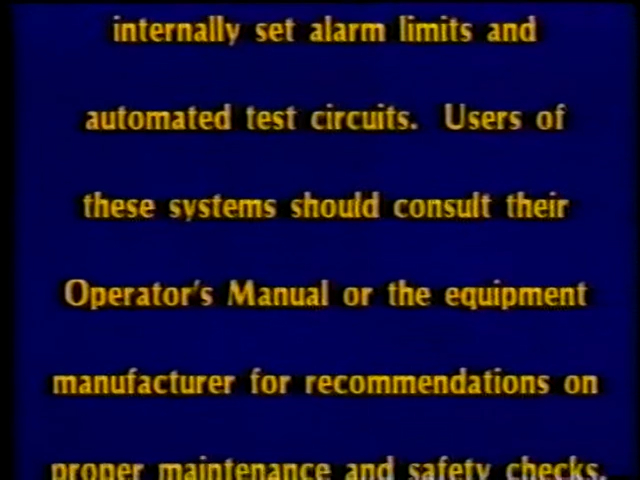 internally set alarm limits and
automated test circuits. Users of
these systems should consult their
Operator's Manual or the equipment
manufacturer for recommendations on
proper maintenance and safety checks.